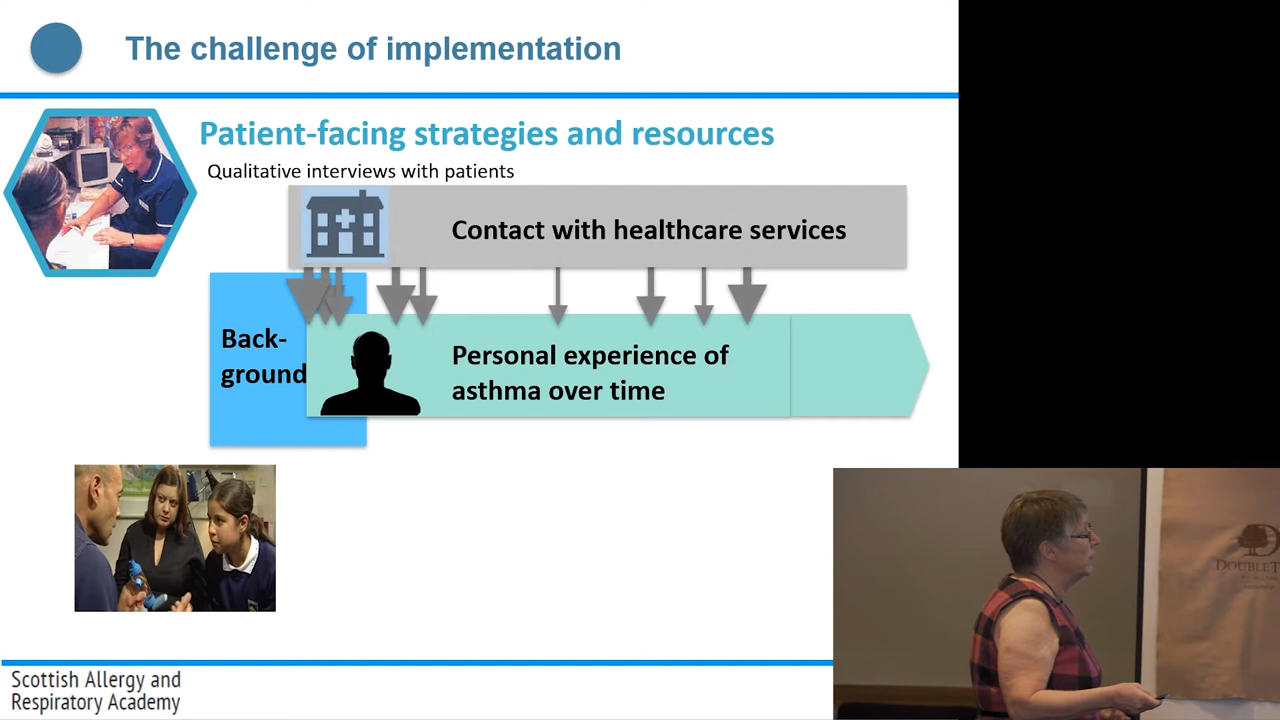 The challenge of implementation
Patient-facing strategies and resources
Qualitative interviews with patients
Contact with healthcare services
Back-
ground
Personal experience of
asthma over time
Scottish Allergy and
Respiratory Academy